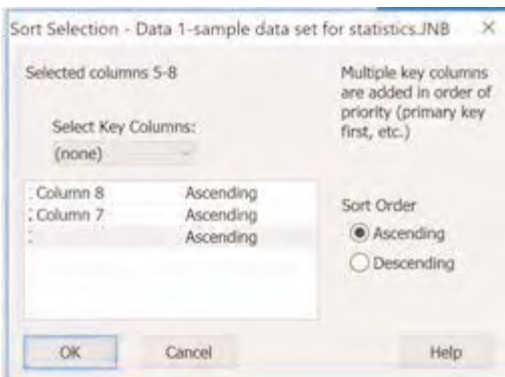 Sort Selection - Data 1-sample data set for statistics.JNB
Selected columns 5-8
Multiple key columns
are added in order of
priority (primary key
first, etc.)
Select Key Columns:
(none)
Column 8 Ascending
Column 7 Ascending
Ascending
Sort Order
Ascending
Descending
OK Cancel Help